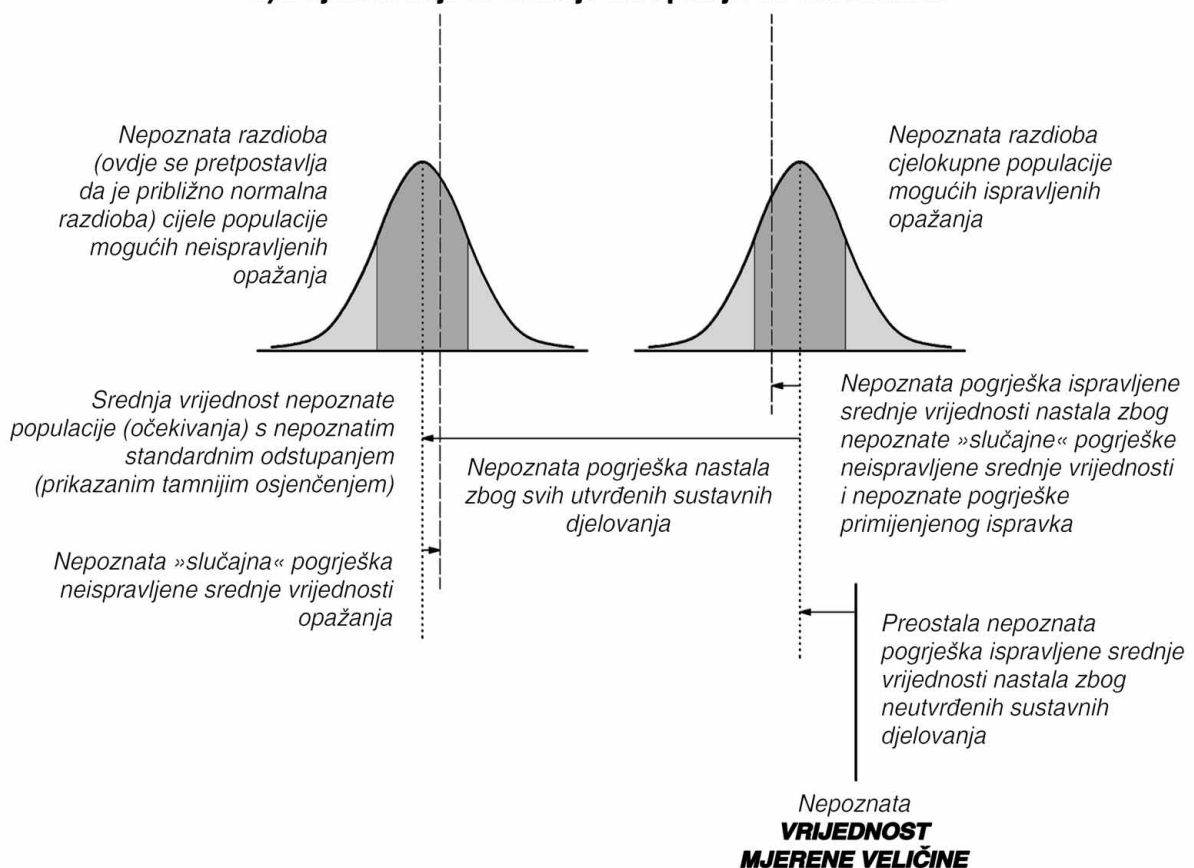 Nepoznata razdioba
(ovdje se pretpostavlja
da je približno normalna
razdioba) cijele populacije
mogućih neispravljenih
opažanja
Nepoznata razdioba
cjelokupne populacije
mogućih ispravljenih
opažanja
Srednja vrijednost nepoznate
populacije (očekivanja) s nepoznatim
standardnim odstupanjem
(prikazanim tamnijim osjenčenjem)
Nepoznata pogrješka nastala
zbog svih utvrđenih sustavnih
djelovanja
Nepoznata pogrješka ispravljene
srednje vrijednosti nastala zbog
nepoznate »slučajne« pogrješke
neispravljene srednje vrijednosti
i nepoznate pogrješke
primijenjenog ispravka
Nepoznata »slučajna« pogrješka
neispravljene srednje vrijednosti
opažanja
Preostala nepoznata
pogrješka ispravljene srednje
vrijednosti nastala zbog
neutvrđenih sustavnih
djelovanja
Nepoznata
VRIJEDNOST
MJERENE VELIČINE